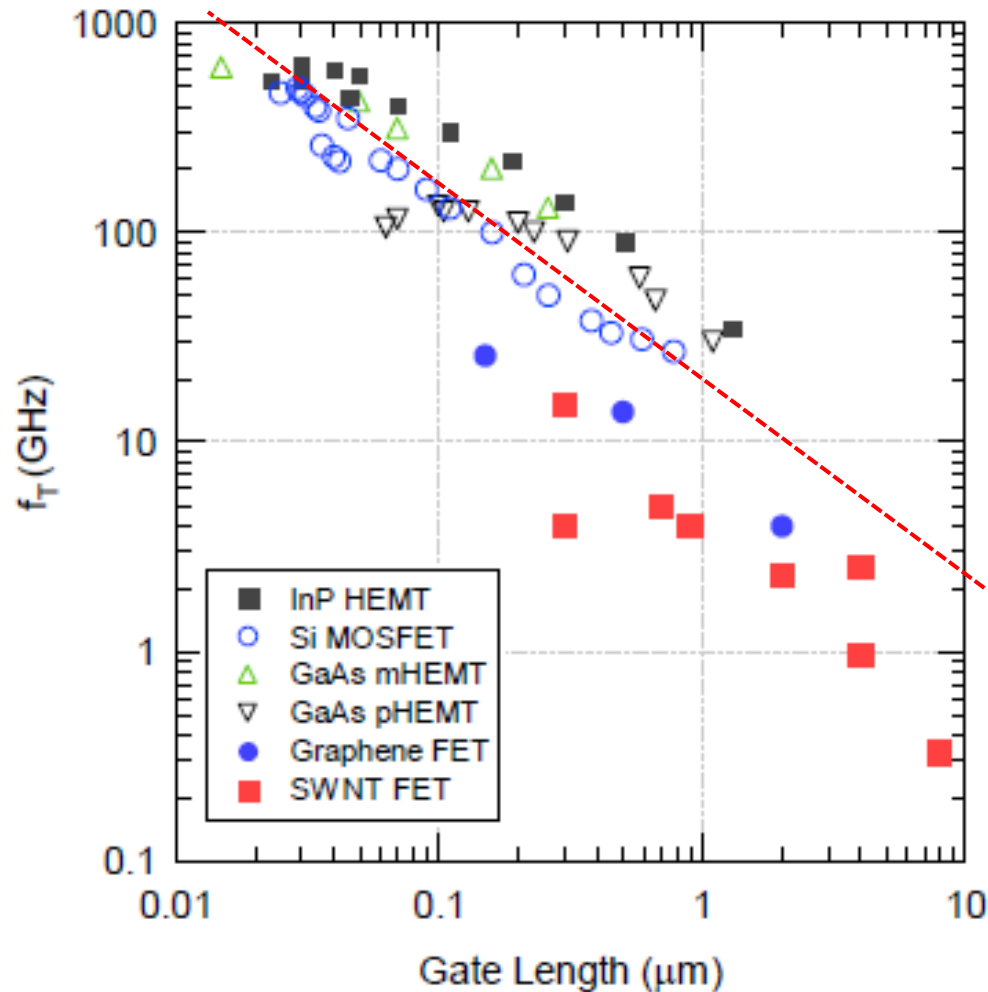 1000
100
10
1
0.1
f_T (GHz)
InP HEMT
Si MOSFET
GaAs mHEMT
GaAs pHEMT
Graphene FET
SWNT FET
0.01 0.1 1 10
Gate Length (μm)